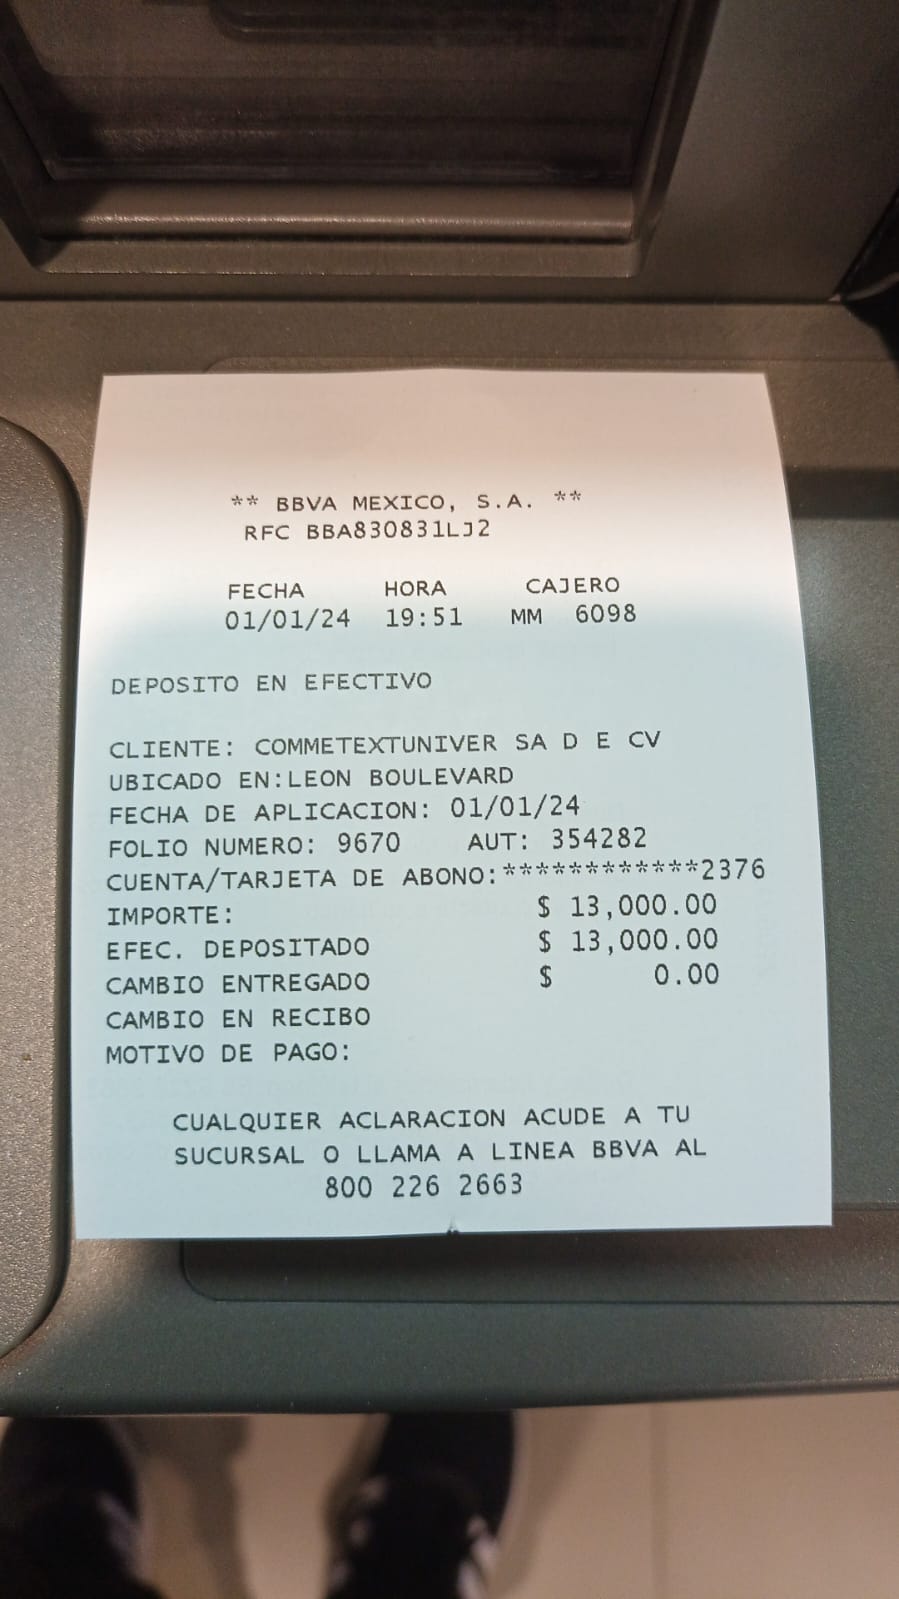 ** BBVA MEXICO, S.A. **
RFC BBA830831LJ2
FECHA HORA CAJERO
01/01/24 19:51 MM 6098
DEPOSITO EN EFECTIVO
CLIENTE: COMMETEXTUNIVER SA D E CV
UBICADO EN:LEON BOULEVARD
FECHA DE APLICACION: 01/01/24
FOLIO NUMERO: 9670 AUT: 354282
CUENTA/TARJETA DE ABONO:************2376
IMPORTE: $ 13,000.00
EFEC. DEPOSITADO $ 13,000.00
CAMBIO ENTREGADO $ 0.00
CAMBIO EN RECIBO
MOTIVO DE PAGO:
CUALQUIER ACLARACION ACUDE A TU
SUCURSAL O LLAMA A LINEA BBVA AL
800 226 2663